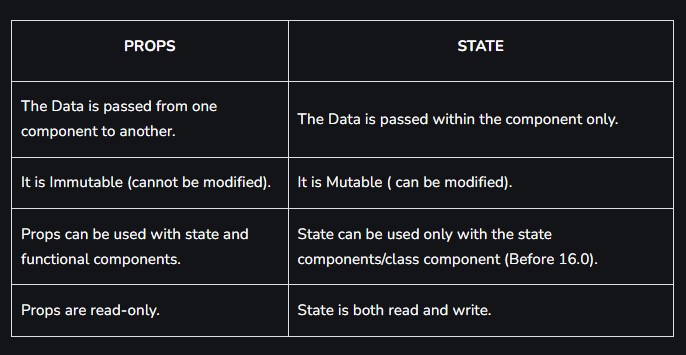 PROPS
STATE
The Data is passed from one
component to another.
The Data is passed within the component only.
It is Immutable (cannot be modified).
It is Mutable ( can be modified).
Props can be used with state and
functional components.
State can be used only with the state
components/class component (Before 16.0).
Props are read-only.
State is both read and write.